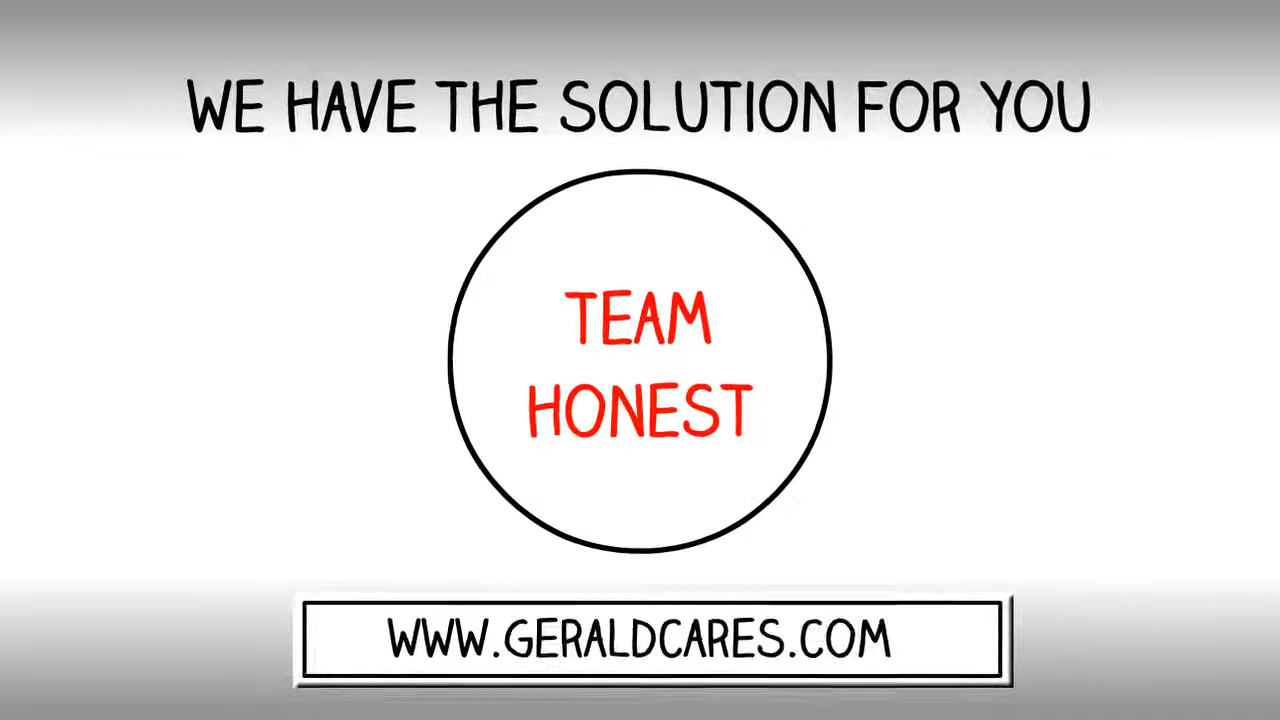 WE HAVE THE SOLUTION FOR YOU
TEAM
HONEST
WWW.GERALDCARES.COM